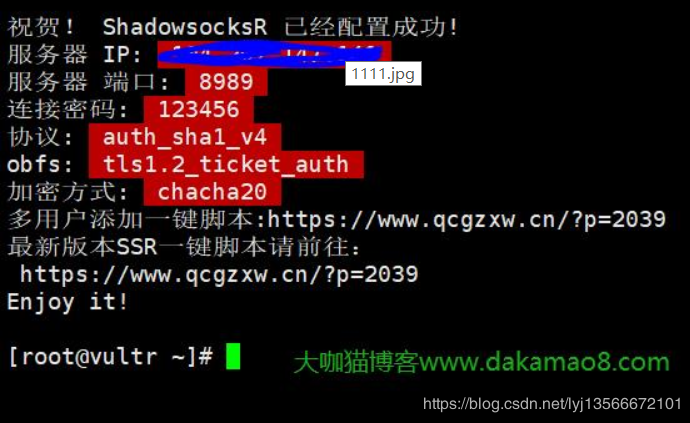 祝贺! ShadowsocksR 已经配置成功!
服务器 IP:
1111.jpg
服务器 端口: 8989
连接密码: 123456
协议: auth_sha1_v4
obfs: tls1.2_ticket_auth
加密方式: chacha20
多用户添加一键脚本:https://www.qcgzxw.cn/?p=2039
最新版本SSR一键脚本请前往:
https://www.qcgzxw.cn/?p=2039
Enjoy it!
[root@vultr ~]#
大咖猫博客www.dakamao8.com
https://blog.csdn.net/lyj13566672101